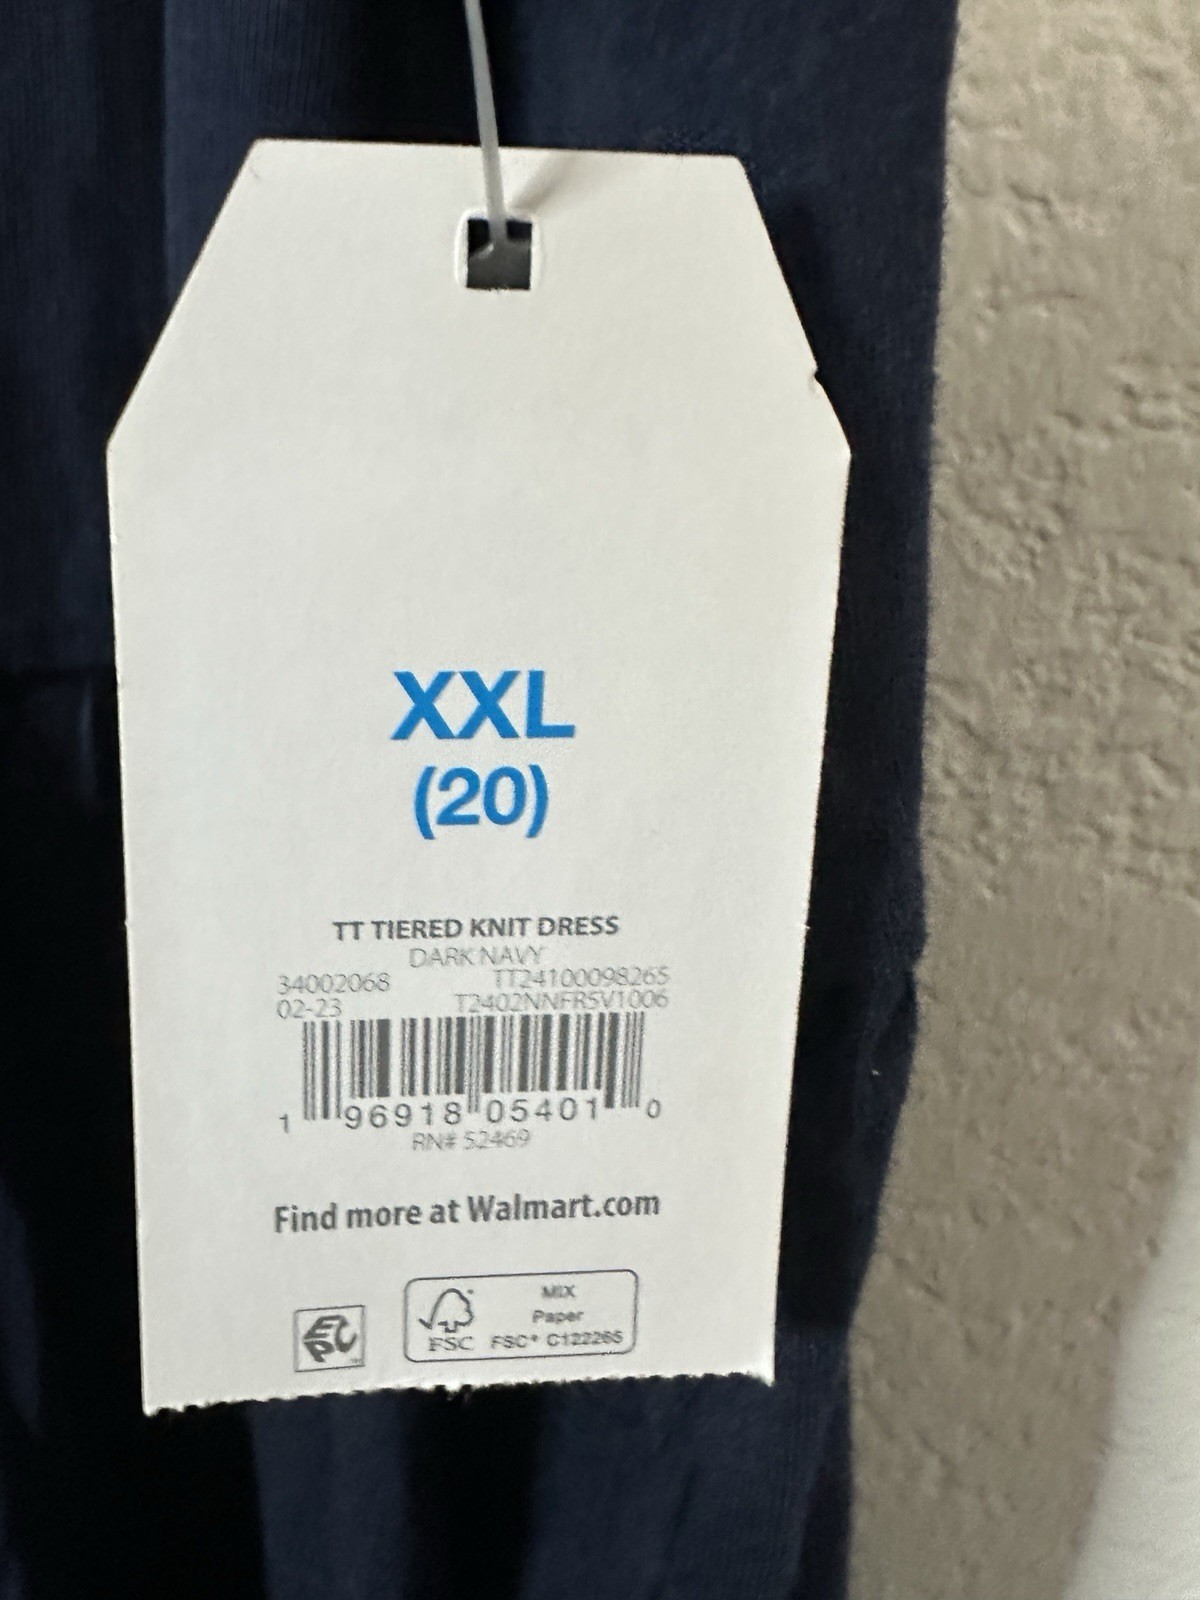 XXL
(20)
TT TIERED KNIT DRESS
DARK NAVY
34002068 TT24100098265
02-23 T2402NNFRSV1006
1 96918 05401 0
RN# 52469
Find more at Walmart.com
EPC
FSC
MIX
Paper
FSC® C122265